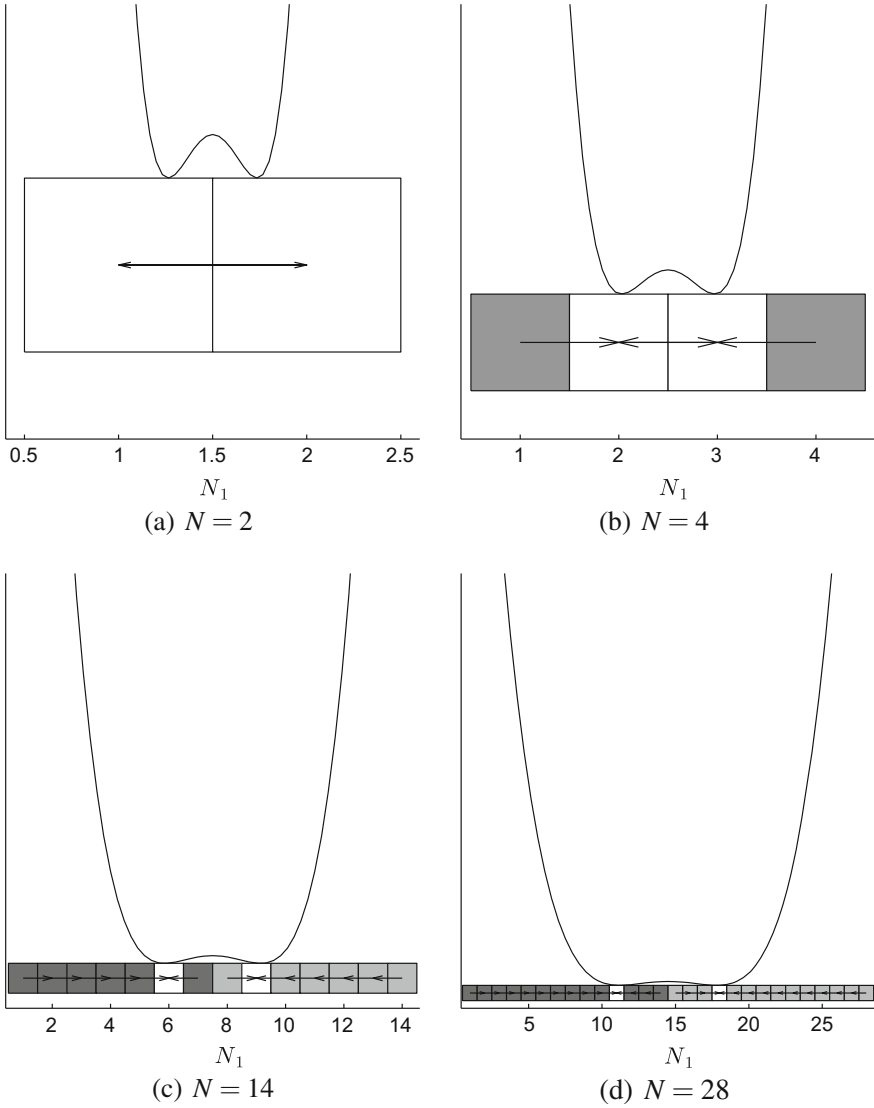 0.5 1 1.5 2 2.5
N₁
(a) N = 2
1 2 3 4
N₁
(b) N = 4
2 4 6 8 10 12 14
N₁
(c) N = 14
5 10 15 20 25
N₁
(d) N = 28